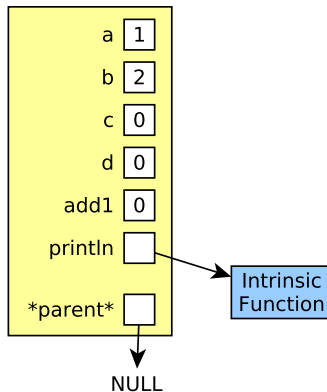 a 1
b 2
c 0
d 0
add1 0
println
Intrinsic
Function
*parent*
NULL